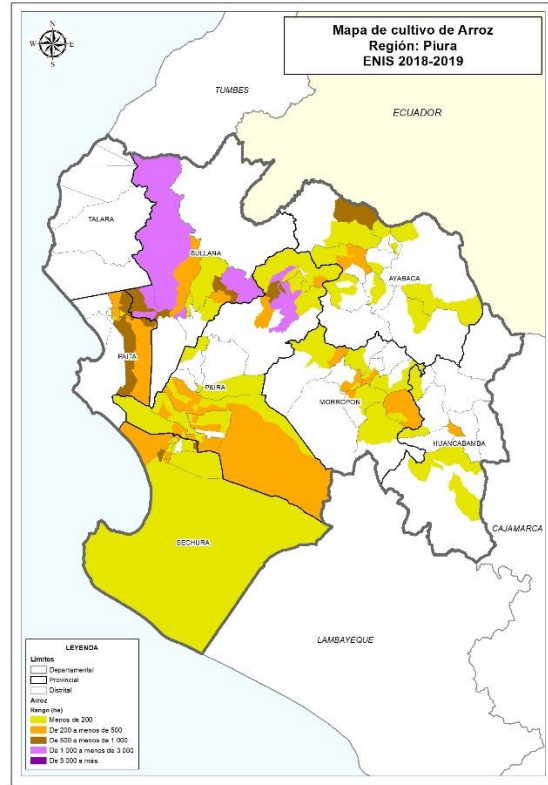 Mapa de cultivo de Arroz
Región: Piura
ENIS 2018-2019
N
W
E
S
TUMBES
ECUADOR
TALARA
SULLANA
AYABACA
PAITA
PIURA
MORROPON
HUANCABAMBA
SECHURA
CAJAMARCA
LAMBAYEQUE
LEYENDA
Límites
Departamental
Provincial
Distrital
Arroz
Rango (ha)
Menos de 200
De 200 a menos de 500
De 500 a menos de 1 000
De 1 000 a menos de 3 000
De 3 000 a más.